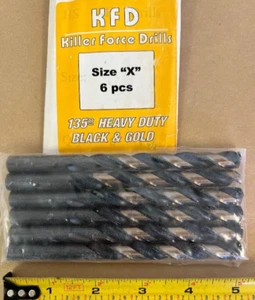 KFD
Killer Force Drills
Size "X"
6 pcs
135° HEAVY DUTY
BLACK & GOLD
1 2 3 4 5